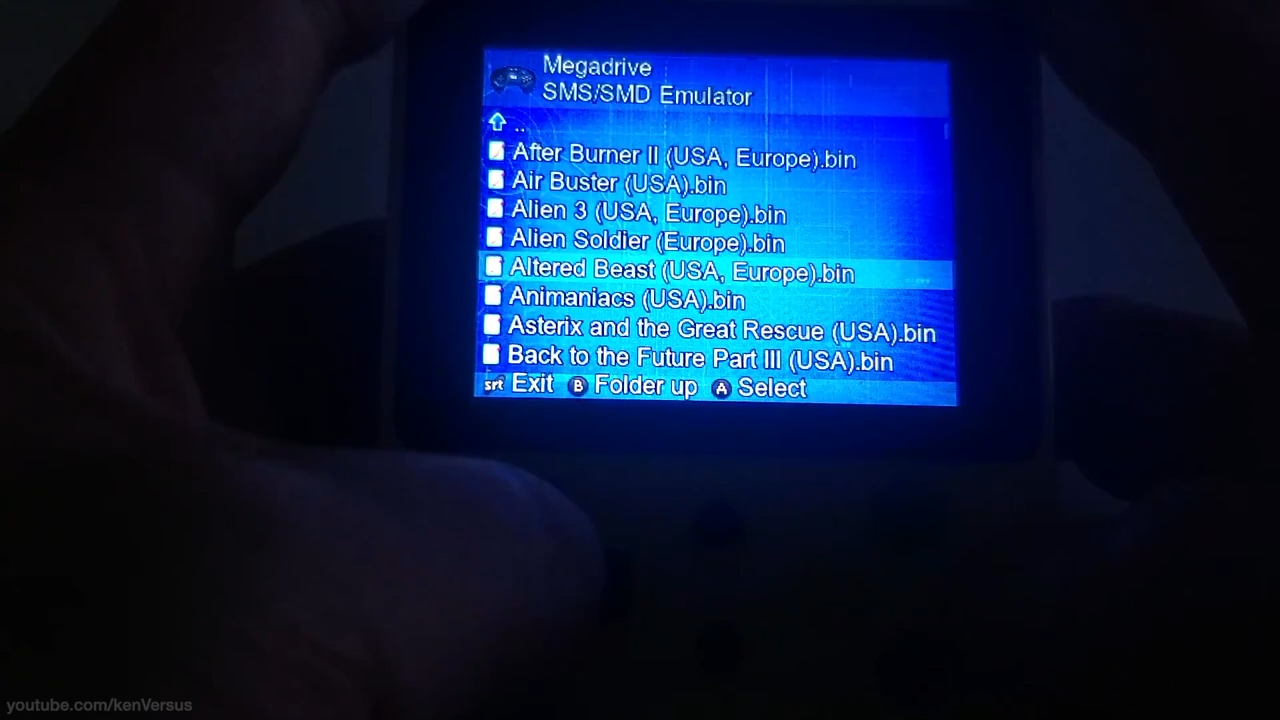 Megadrive
SMS/SMD Emulator
..
After Burner II (USA, Europe).bin
Air Buster (USA).bin
Alien 3 (USA, Europe).bin
Alien Soldier (Europe).bin
Altered Beast (USA, Europe).bin
Animaniacs (USA).bin
Asterix and the Great Rescue (USA).bin
Back to the Future Part III (USA).bin
srt Exit B Folder up A Select
youtube.com/kenVersus